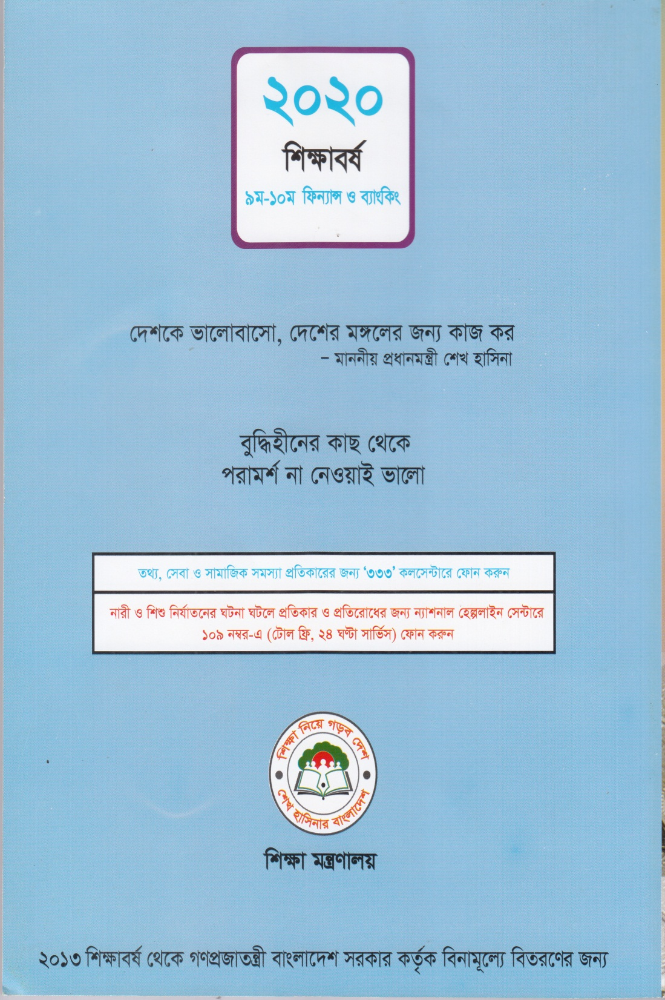 ২০২০
শিক্ষাবর্ষ
৯ম-১০ম ফিন্যান্স ও ব্যাংকিং
দেশকে ভালোবাসো, দেশের মঙ্গলের জন্য কাজ কর
– মাননীয় প্রধানমন্ত্রী শেখ হাসিনা
বুদ্ধিহীনের কাছ থেকে
পরামর্শ না নেওয়াই ভালো
তথ্য, সেবা ও সামাজিক সমস্যা প্রতিকারের জন্য ‘৩৩৩’ কলসেন্টারে ফোন করুন
নারী ও শিশু নির্যাতনের ঘটনা ঘটলে প্রতিকার ও প্রতিরোধের জন্য ন্যাশনাল হেল্পলাইন সেন্টারে
১০৯ নম্বর-এ (টোল ফ্রি, ২৪ ঘণ্টা সার্ভিস) ফোন করুন
শিক্ষা নিয়ে গড়ব দেশ
শেখ হাসিনার বাংলাদেশ
শিক্ষা মন্ত্রণালয়
২০১৩ শিক্ষাবর্ষ থেকে গণপ্রজাতন্ত্রী বাংলাদেশ সরকার কর্তৃক বিনামূল্যে বিতরণের জন্য